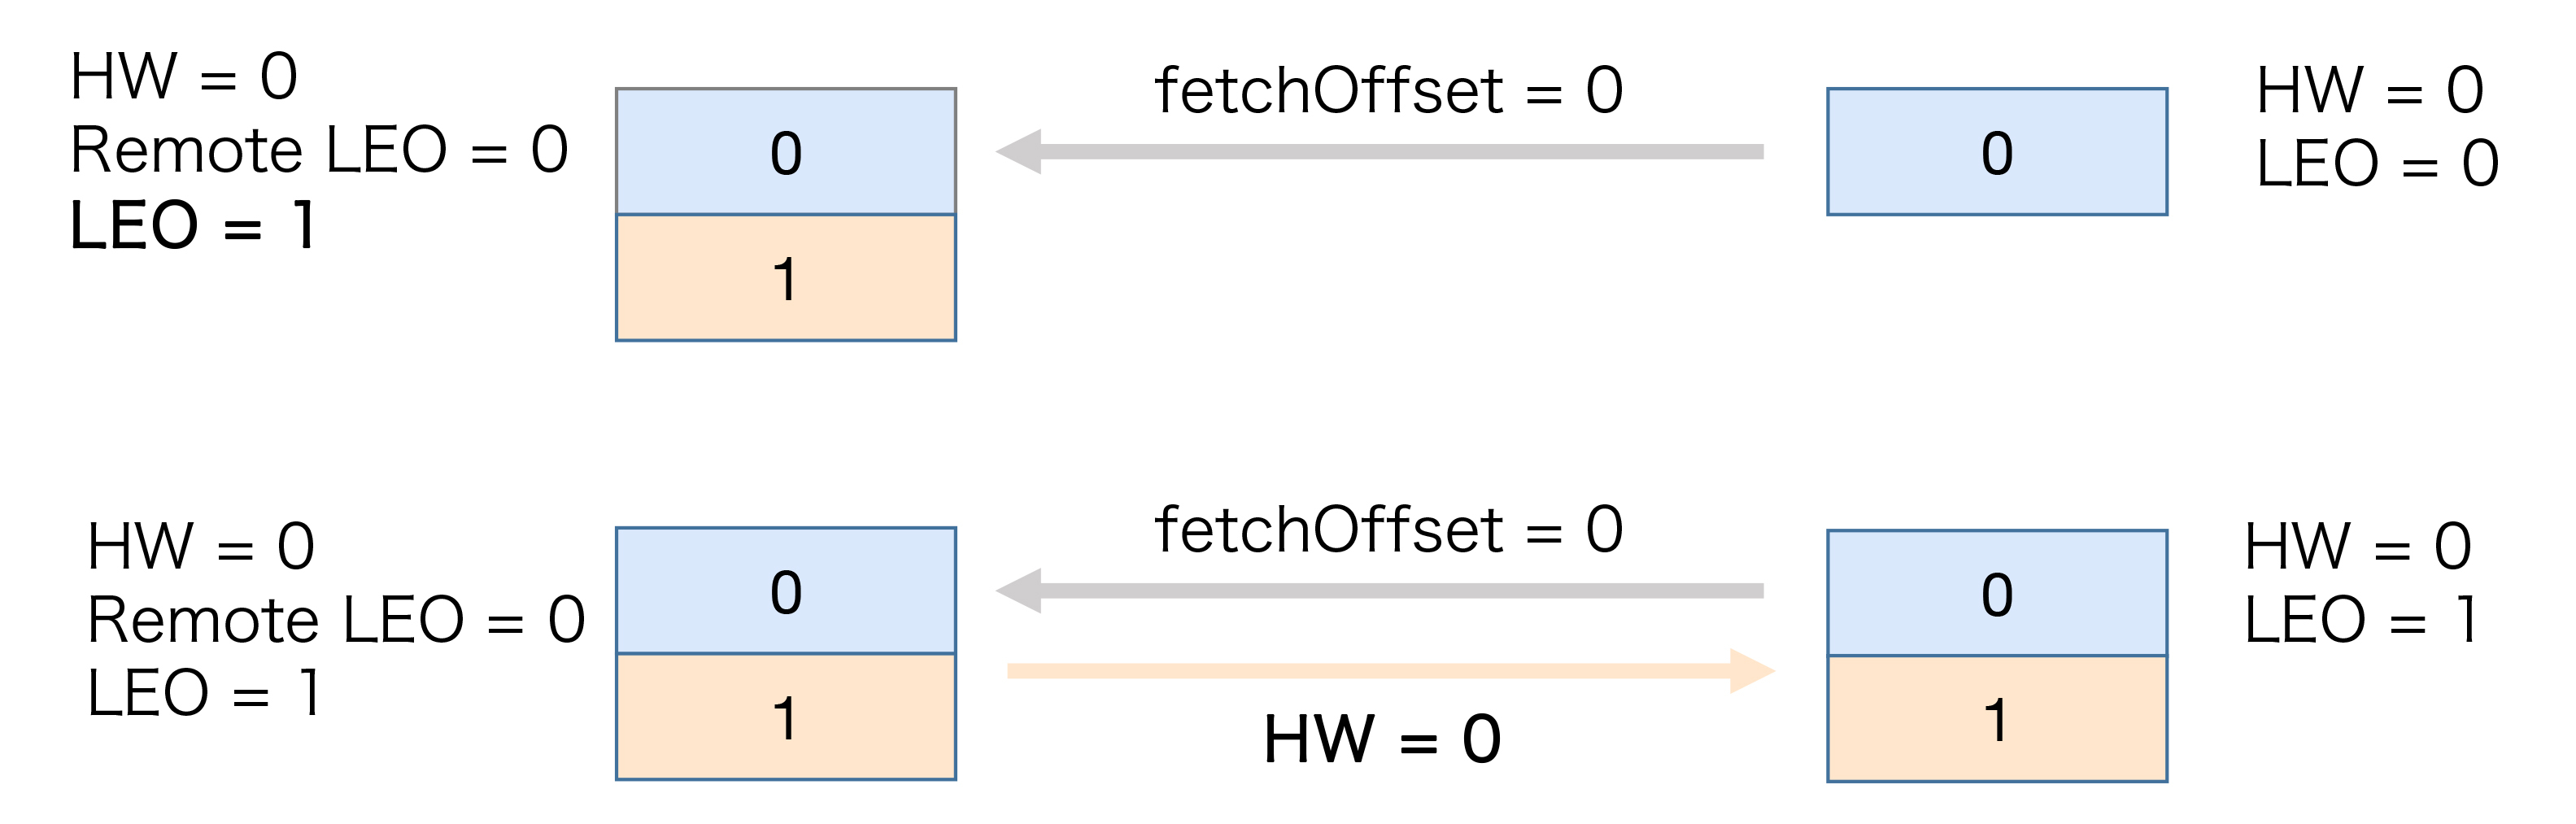 HW = 0
Remote LEO = 0
LEO = 1
0
1
fetchOffset = 0
0
HW = 0
LEO = 0
HW = 0
Remote LEO = 0
LEO = 1
0
1
fetchOffset = 0
HW = 0
0
1
HW = 0
LEO = 1